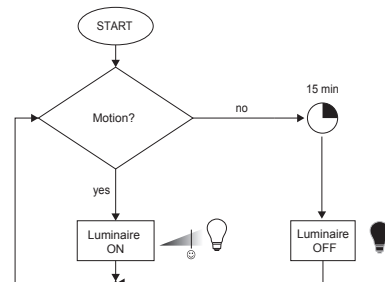 START
15 min
Motion?
no
yes
Luminaire
ON
Luminaire
OFF